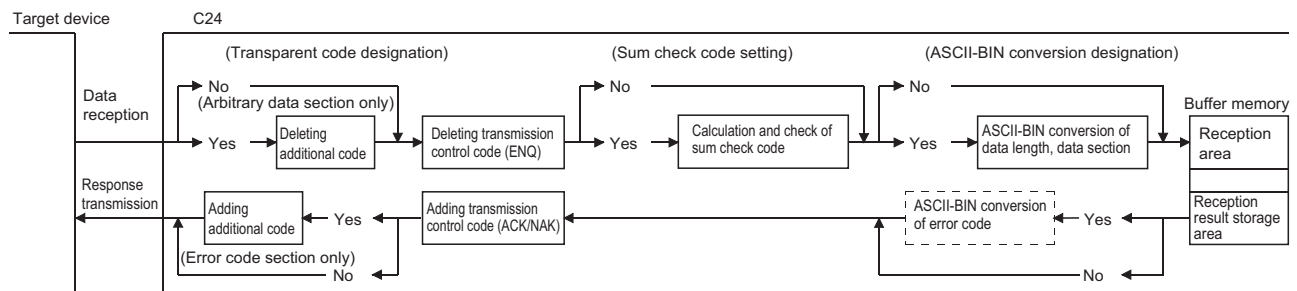 Target device
C24
(Transparent code designation)
(Sum check code setting)
(ASCII-BIN conversion designation)
No
No
No
Data
reception
(Arbitrary data section only)
Buffer memory
Yes
Deleting
additional code
Deleting transmission
control code (ENQ)
Yes
Calculation and check of
sum check code
Yes
ASCII-BIN conversion of
data length, data section
Reception
area
Response
transmission
Adding
additional code
Yes
Adding transmission
control code (ACK/NAK)
ASCII-BIN conversion
of error code
Yes
Reception
result storage
area
(Error code section only)
No
No